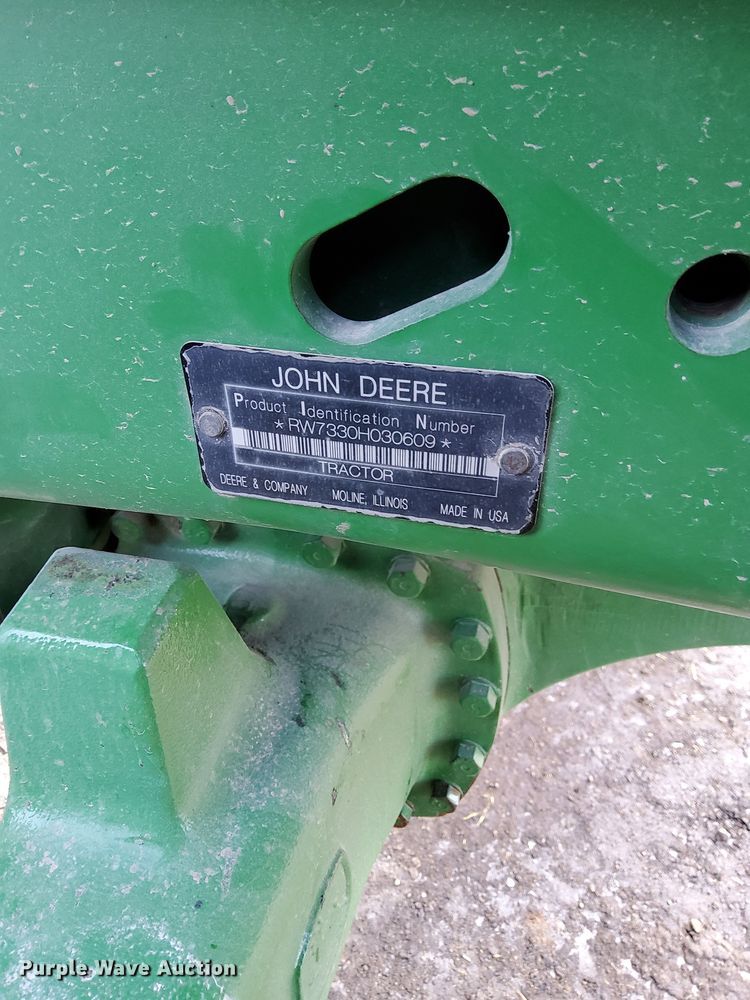 JOHN DEERE
Product Identification Number
*RW7330H030609*
TRACTOR
DEERE & COMPANY MOLINE, ILLINOIS MADE IN USA
Purple Wave Auction